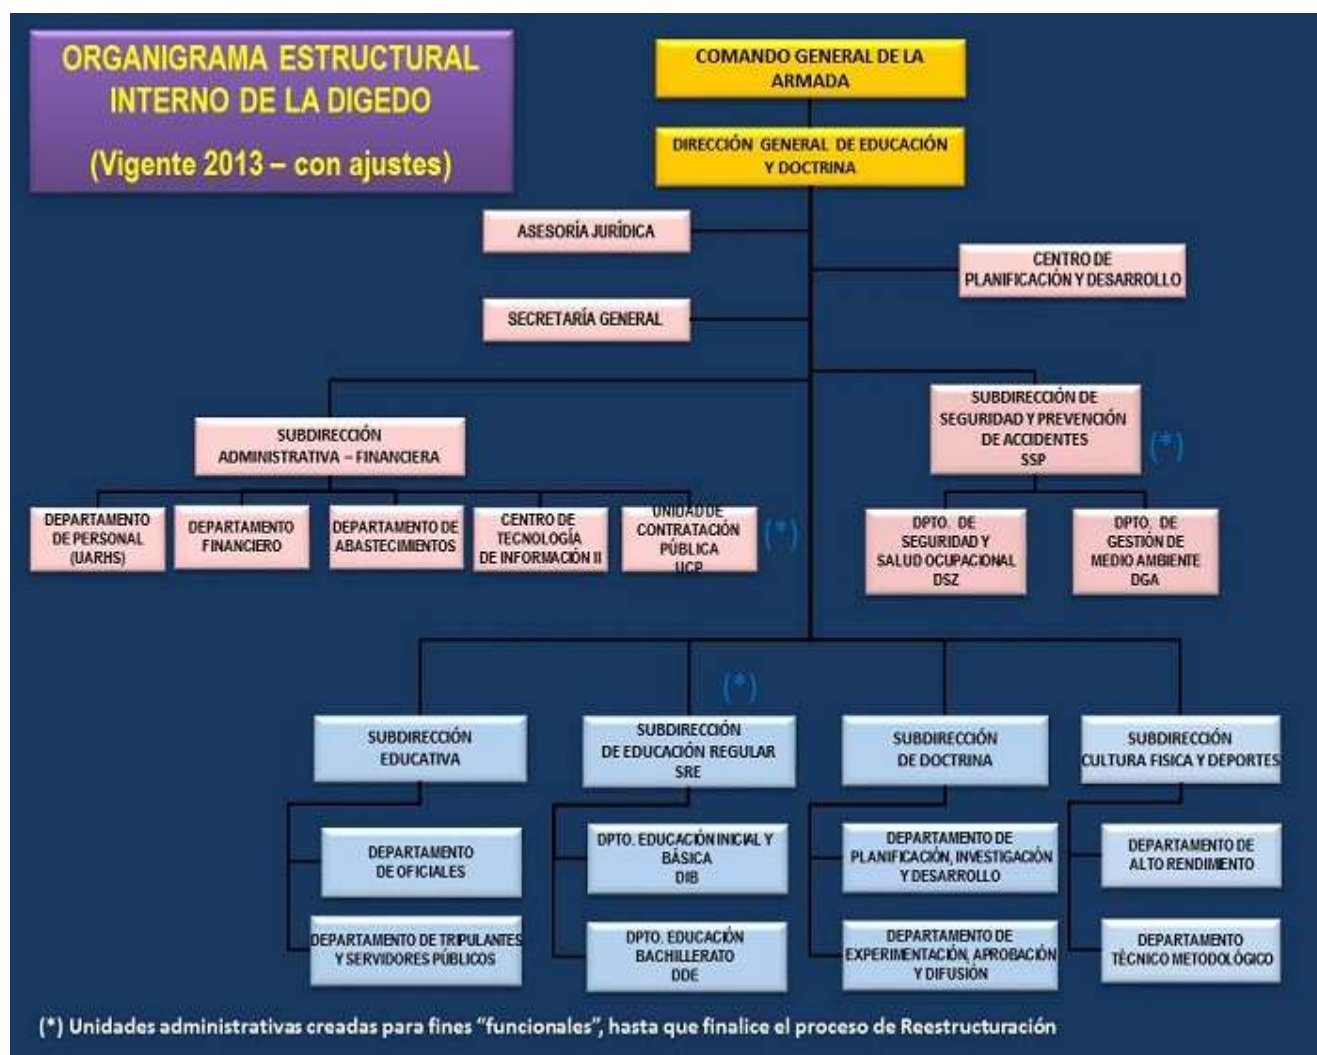 ORGANIGRAMA ESTRUCTURAL
INTERNO DE LA DIGEDO
(Vigente 2013 – con ajustes)
COMANDO GENERAL DE LA
ARMADA
DIRECCIÓN GENERAL DE EDUCACIÓN
Y DOCTRINA
ASESORÍA JURÍDICA
CENTRO DE
PLANIFICACIÓN Y DESARROLLO
SECRETARÍA GENERAL
SUBDIRECCIÓN
ADMINISTRATIVA – FINANCIERA
SUBDIRECCIÓN DE
SEGURIDAD Y PREVENCIÓN
DE ACCIDENTES
SSP
(*)
DEPARTAMENTO
DE PERSONAL
(UARHS)
DEPARTAMENTO
FINANCIERO
DEPARTAMENTO DE
ABASTECIMIENTOS
CENTRO DE
TECNOLOGÍA
DE INFORMACIÓN II
UNIDAD DE
CONTRATACIÓN
PÚBLICA
UCP
(*)
DPTO. DE
SEGURIDAD Y
SALUD OCUPACIONAL
DSZ
DPTO. DE
GESTIÓN DE
MEDIO AMBIENTE
DGA
(*)
SUBDIRECCIÓN
EDUCATIVA
SUBDIRECCIÓN
DE EDUCACIÓN REGULAR
SRE
SUBDIRECCIÓN
DE DOCTRINA
SUBDIRECCIÓN
CULTURA FISICA Y DEPORTES
DEPARTAMENTO
DE OFICIALES
DPTO. EDUCACIÓN INICIAL Y
BÁSICA
DIB
DEPARTAMENTO DE
PLANIFICACIÓN, INVESTIGACIÓN
Y DESARROLLO
DEPARTAMENTO DE
ALTO RENDIMIENTO
DEPARTAMENTO DE TRIPULANTES
Y SERVIDORES PÚBLICOS
DPTO. EDUCACIÓN
BACHILLERATO
DDE
DEPARTAMENTO DE
EXPERIMENTACIÓN, APROBACIÓN
Y DIFUSIÓN
DEPARTAMENTO
TÉCNICO METODOLÓGICO
(*) Unidades administrativas creadas para fines “funcionales”, hasta que finalice el proceso de Reestructuración